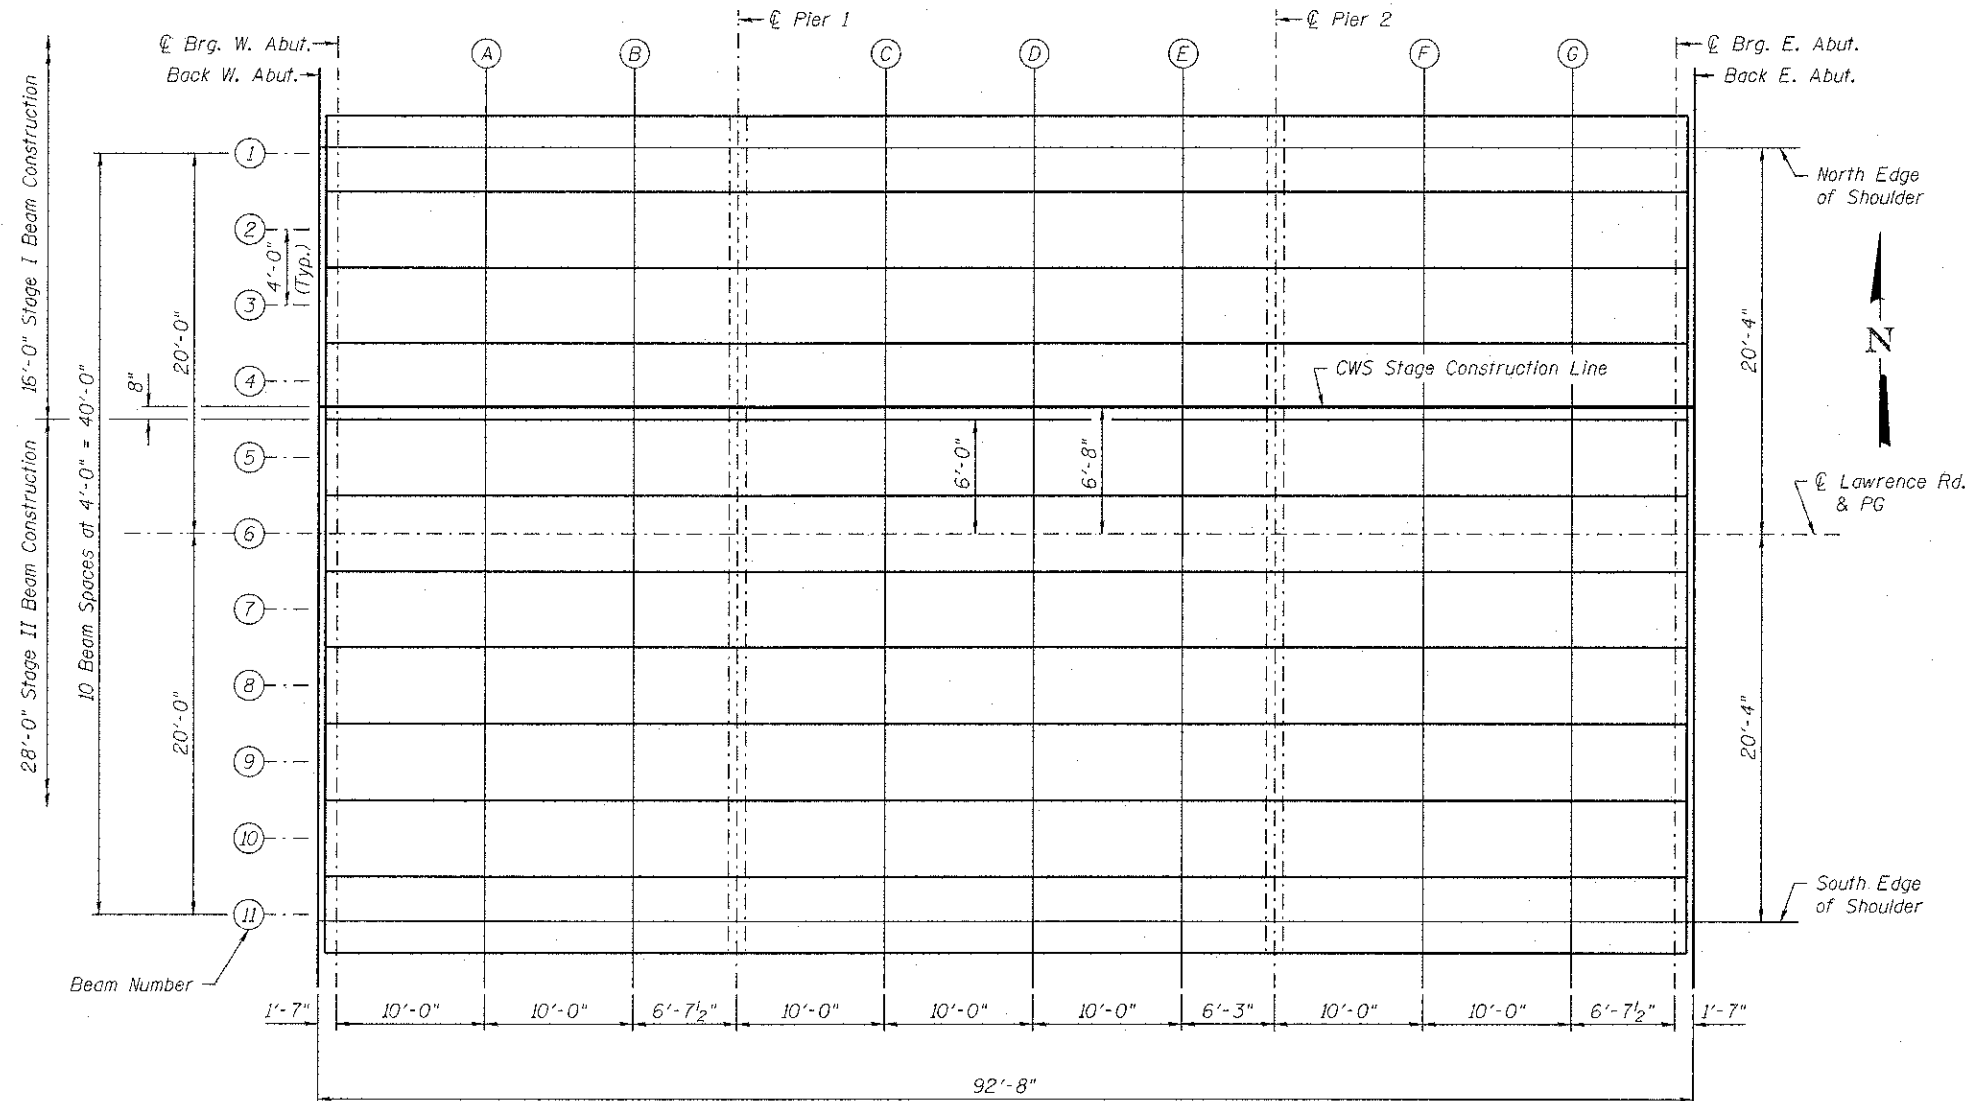 ℄ Pier 1
℄ Pier 2
℄ Brg. W. Abut.
Back W. Abut.
℄ Brg. E. Abut.
Back E. Abut.
A
B
C
D
E
F
G
16'-0" Stage I Beam Construction
28'-0" Stage II Beam Construction
10 Beam Spaces at 4'-0" = 40'-0"
20'-0"
20'-0"
8"
4'-0"
(Typ.)
1
2
3
4
5
6
7
8
9
10
11
Beam Number
CWS Stage Construction Line
6'-0"
6'-8"
North Edge
of Shoulder
N
20'-4"
℄ Lawrence Rd.
& PG
20'-4"
South Edge
of Shoulder
1'-7"
10'-0"
10'-0"
6'-7½"
10'-0"
10'-0"
10'-0"
6'-3"
10'-0"
10'-0"
6'-7½"
1'-7"
92'-8"